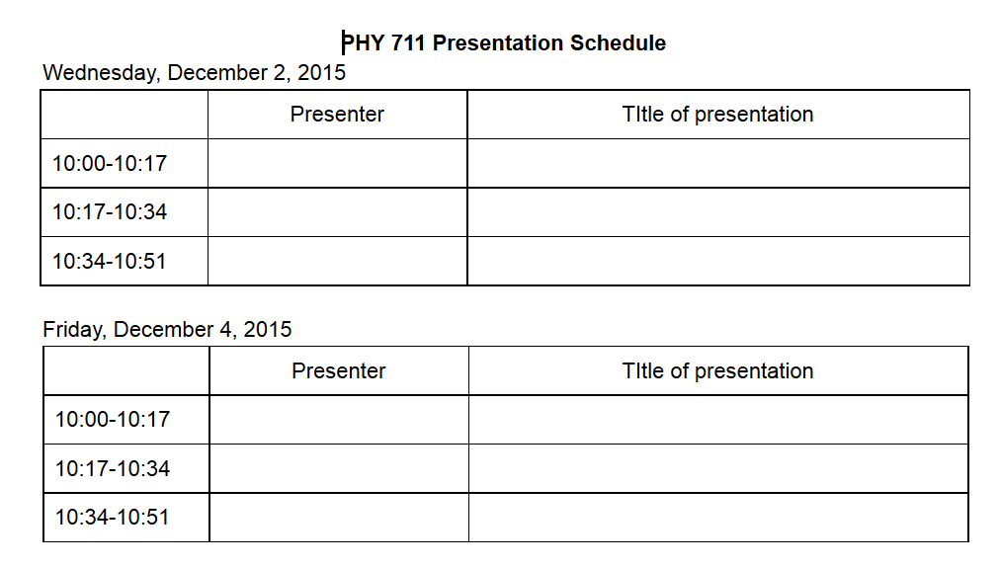 PHY 711 Presentation Schedule
Wednesday, December 2, 2015
Presenter TItle of presentation
10:00-10:17
10:17-10:34
10:34-10:51
Friday, December 4, 2015
Presenter TItle of presentation
10:00-10:17
10:17-10:34
10:34-10:51